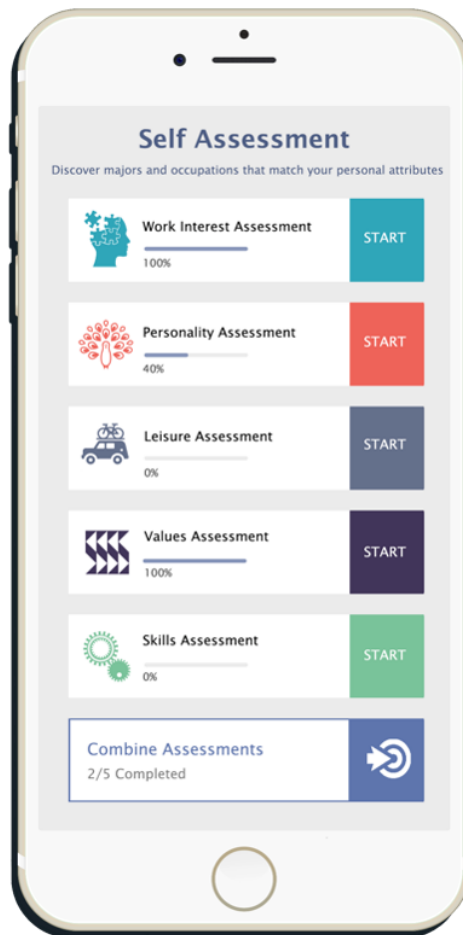 Self Assessment
Discover majors and occupations that match your personal attributes
Work Interest Assessment
100%
START
Personality Assessment
40%
START
Leisure Assessment
0%
START
Values Assessment
100%
START
Skills Assessment
0%
START
Combine Assessments
2/5 Completed